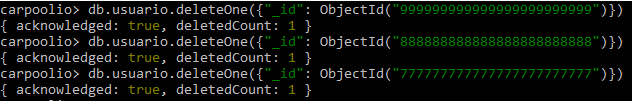 carpoolio> db.usuario.deleteOne({"_id": ObjectId("999999999999999999999999")})
{ acknowledged: true, deletedCount: 1 }
carpoolio> db.usuario.deleteOne({"_id": ObjectId("888888888888888888888888")})
{ acknowledged: true, deletedCount: 1 }
carpoolio> db.usuario.deleteOne({"_id": ObjectId("777777777777777777777777")})
{ acknowledged: true, deletedCount: 1 }